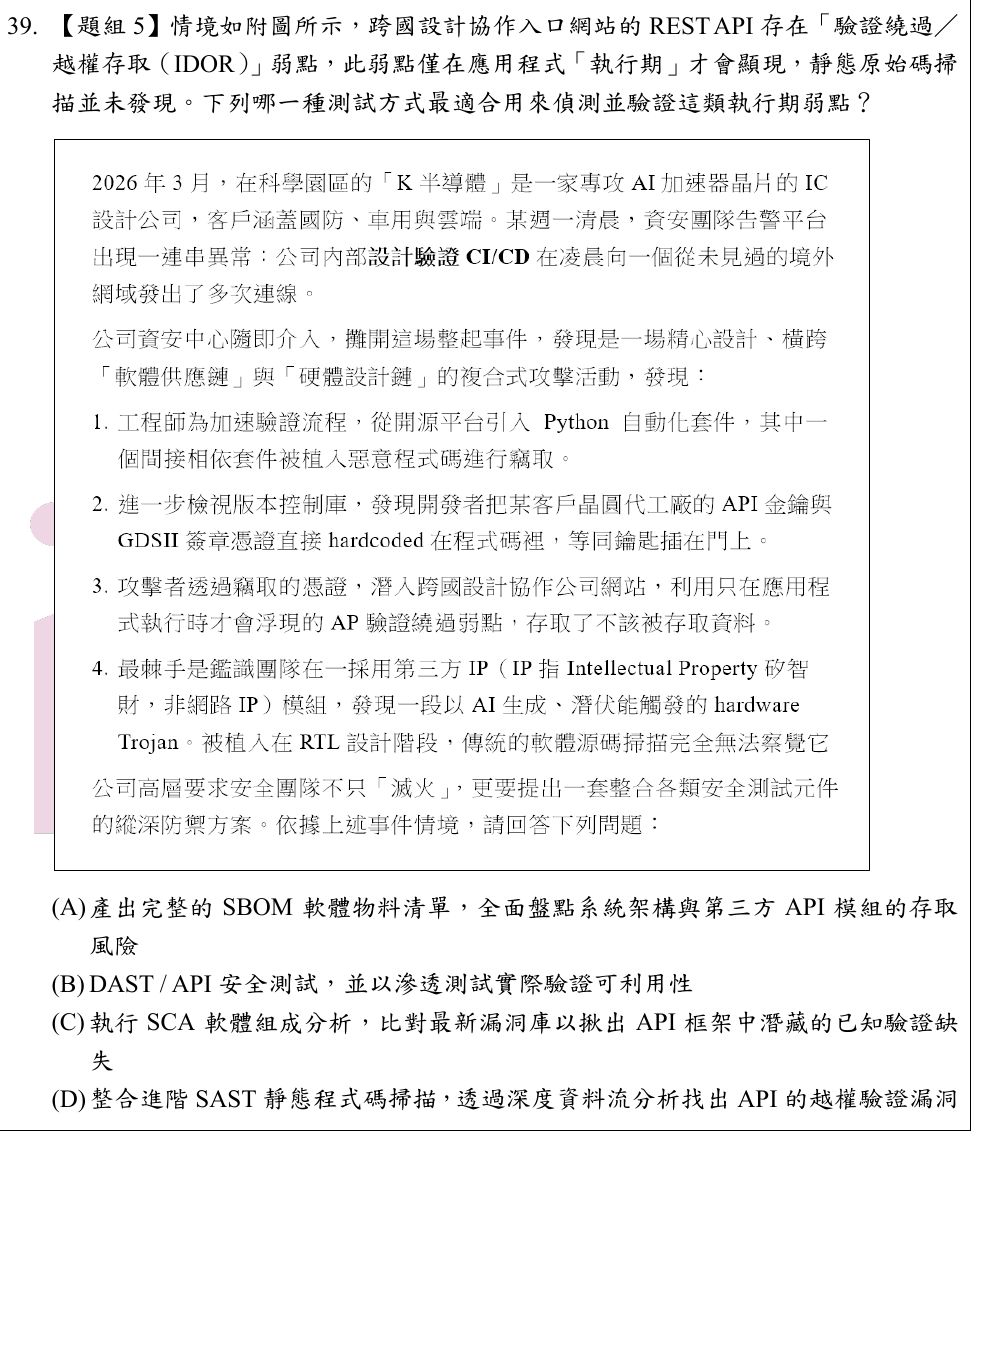 39. 【題組 5】情境如附圖所示，跨國設計協作入口網站的 REST API 存在「驗證繞過／
越權存取（IDOR）」弱點，此弱點僅在應用程式「執行期」才會顯現，靜態原始碼掃
描並未發現。下列哪一種測試方式最適合用來偵測並驗證這類執行期弱點？
2026 年 3 月，在科學園區的「K 半導體」是一家專攻 AI 加速器晶片的 IC
設計公司，客戶涵蓋國防、車用與雲端。某週一清晨，資安團隊告警平台
出現一連串異常：公司內部設計驗證 CI/CD 在凌晨向一個從未見過的境外
網域發出了多次連線。
公司資安中心隨即介入，攤開這場整起事件，發現是一場精心設計、橫跨
「軟體供應鏈」與「硬體設計鏈」的複合式攻擊活動，發現：
1. 工程師為加速驗證流程，從開源平台引入 Python 自動化套件，其中一
個間接相依套件被植入惡意程式碼進行竊取。
2. 進一步檢視版本控制庫，發現開發者把某客戶晶圓代工廠的 API 金鑰與
GDSII 簽章憑證直接 hardcoded 在程式碼裡，等同鑰匙插在門上。
3. 攻擊者透過竊取的憑證，潛入跨國設計協作公司網站，利用只在應用程
式執行時才會浮現的 AP 驗證繞過弱點，存取了不該被存取資料。
4. 最棘手是鑑識團隊在一採用第三方 IP（IP 指 Intellectual Property 矽智
財，非網路 IP）模組，發現一段以 AI 生成、潛伏能觸發的 hardware
Trojan。被植入在 RTL 設計階段，傳統的軟體源碼掃描完全無法察覺它
公司高層要求安全團隊不只「滅火」，更要提出一套整合各類安全測試元件
的縱深防禦方案。依據上述事件情境，請回答下列問題：
(A)產出完整的 SBOM 軟體物料清單，全面盤點系統架構與第三方 API 模組的存取
風險
(B)DAST / API 安全測試，並以滲透測試實際驗證可利用性
(C)執行 SCA 軟體組成分析，比對最新漏洞庫以揪出 API 框架中潛藏的已知驗證缺
失
(D)整合進階 SAST 靜態程式碼掃描，透過深度資料流分析找出 API 的越權驗證漏洞